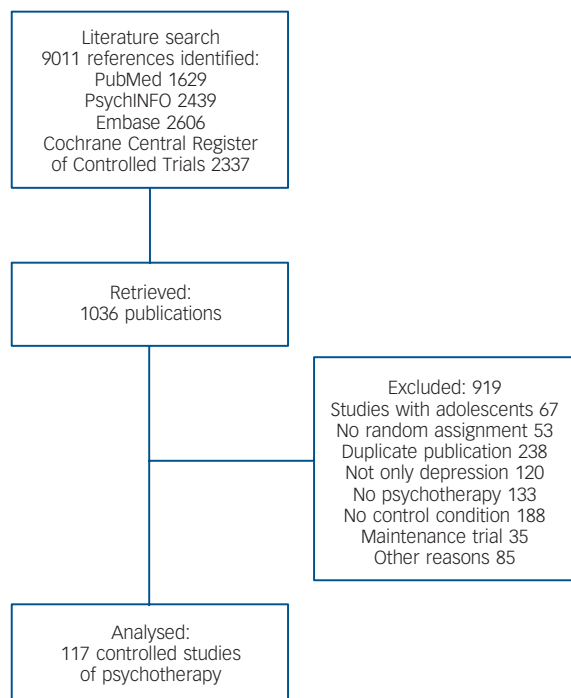 Literature search
9011 references identified:
PubMed 1629
PsychINFO 2439
Embase 2606
Cochrane Central Register
of Controlled Trials 2337
Retrieved:
1036 publications
Excluded: 919
Studies with adolescents 67
No random assignment 53
Duplicate publication 238
Not only depression 120
No psychotherapy 133
No control condition 188
Maintenance trial 35
Other reasons 85
Analysed:
117 controlled studies
of psychotherapy